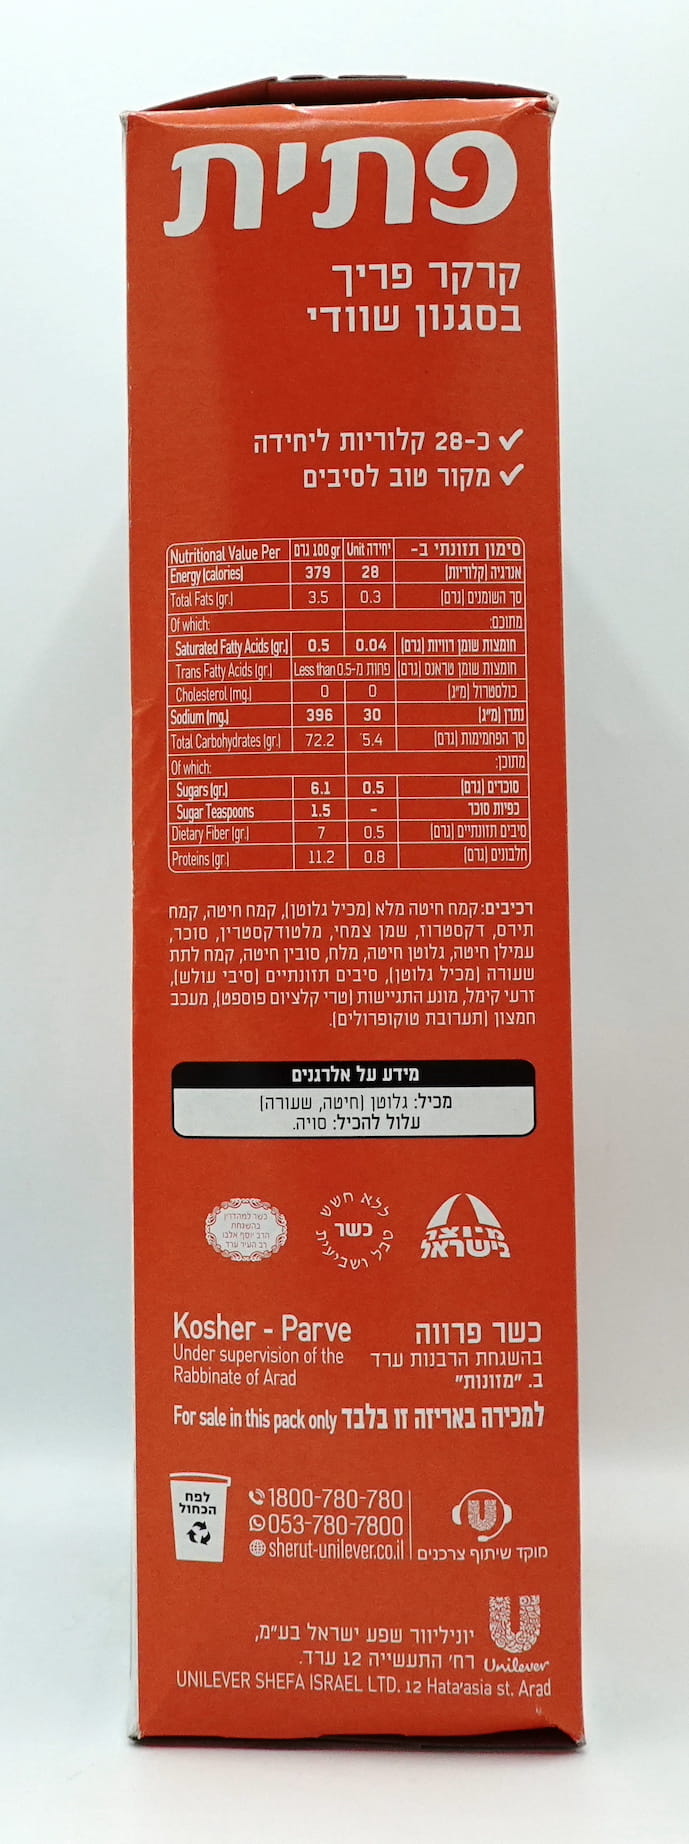 פתית
קרקר פריך
בסגנון שוודי
✓ כ-28 קלוריות ליחידה
✓ מקור טוב לסיבים
סימון תזונתי ב- יחידה Unit 100 גרם gr Nutritional Value Per
אנרגיה (קלוריות) 28 379 Energy (calories)
סך השומנים (גרם) 0.3 3.5 Total Fats (gr.)
מתוכם: Of which:
חומצות שומן רוויות (גרם) 0.04 0.5 Saturated Fatty Acids (gr.)
חומצות שומן טראנס (גרם) פחות מ-0.5 Less than Trans Fatty Acids (gr.)
כולסטרול (מ"ג) 0 0 Cholesterol (mg.)
נתרן (מ"ג) 30 396 Sodium (mg.)
סך הפחמימות (גרם) 5.4 72.2 Total Carbohydrates (gr.)
מתוכן: Of which:
סוכרים (גרם) 0.5 6.1 Sugars (gr.)
כפיות סוכר - 1.5 Sugar Teaspoons
סיבים תזונתיים (גרם) 0.5 7 Dietary Fiber (gr.)
חלבונים (גרם) 0.8 11.2 Proteins (gr.)
רכיבים: קמח חיטה מלא (מכיל גלוטן), קמח חיטה, קמח
תירס, דקסטרוז, שמן צמחי, מלטודקסטרין, סוכר,
עמילן חיטה, גלוטן חיטה, מלח, סובין חיטה, קמח לתת
שעורה (מכיל גלוטן), סיבים תזונתיים (סיבי עולש),
זרעי קימל, מונע התגיישות (טרי קלציום פוספט), מעכב
חמצון (תערובת טוקופרולים).
מידע על אלרגנים
מכיל: גלוטן (חיטה, שעורה)
עלול להכיל: סויה.
מיוצר
בישראל
ללא חשש
כשר
טבל ושביעית
כשר למהדרין
בהשגחת
הרב יוסף אלבו
רב העיר ערד
כשר פרווה Kosher - Parve
בהשגחת הרבנות ערד Under supervision of the
ב. "מזונות" Rabbinate of Arad
למכירה באריזה זו בלבד For sale in this pack only
לפח
הכחול
1800-780-780
053-780-7800
sherut-unilever.co.il
מוקד שיתוף צרכנים
יוניליוור שפע ישראל בע"מ,
רח' התעשייה 12 ערד.
Unilever
UNILEVER SHEFA ISRAEL LTD. 12 Hata'asia st. Arad